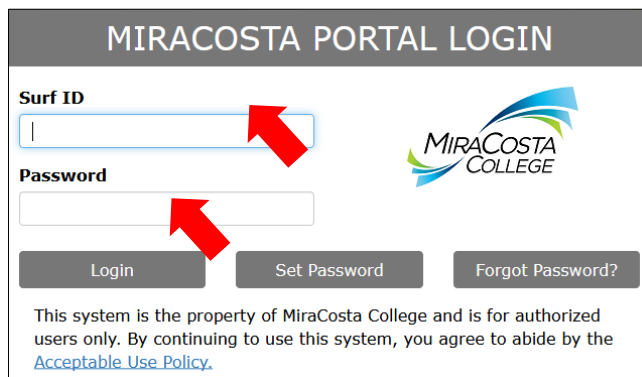 MIRACOSTA PORTAL LOGIN
Surf ID
MIRACOSTA
COLLEGE
Password
Login Set Password Forgot Password?
This system is the property of MiraCosta College and is for authorized
users only. By continuing to use this system, you agree to abide by the
Acceptable Use Policy.